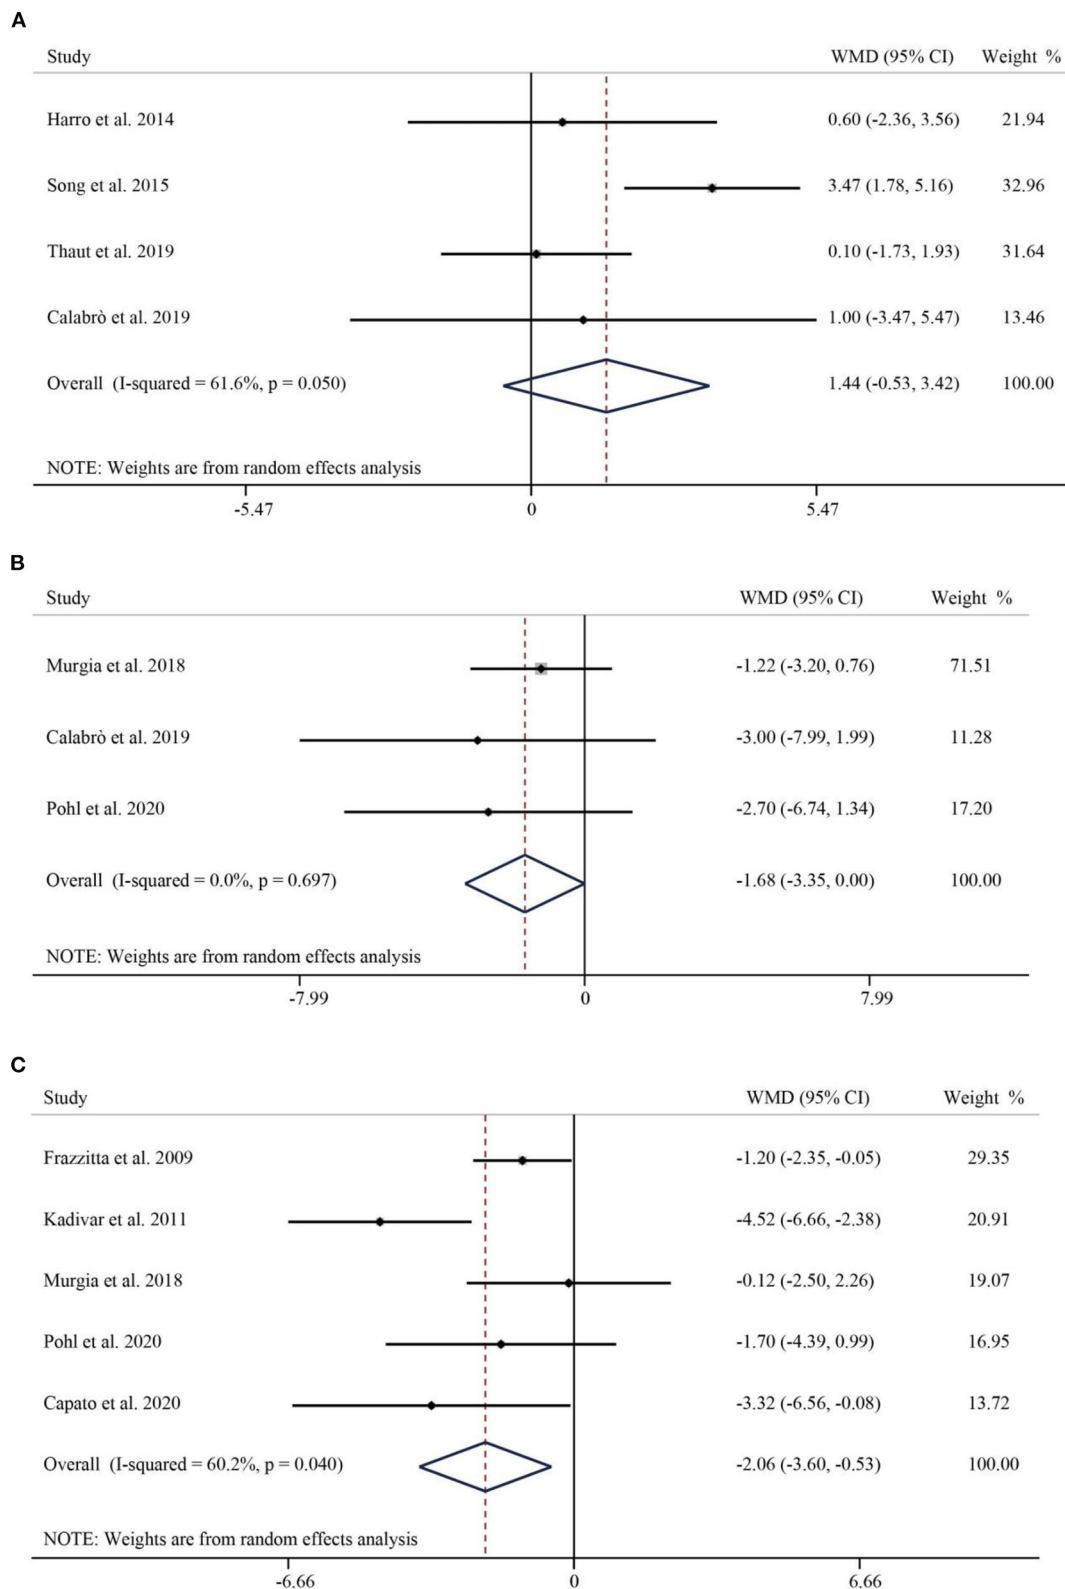 A
Study WMD (95% CI) Weight %
Harro et al. 2014 0.60 (-2.36, 3.56) 21.94
Song et al. 2015 3.47 (1.78, 5.16) 32.96
Thaut et al. 2019 0.10 (-1.73, 1.93) 31.64
Calabrò et al. 2019 1.00 (-3.47, 5.47) 13.46
Overall (I-squared = 61.6%, p = 0.050) 1.44 (-0.53, 3.42) 100.00
NOTE: Weights are from random effects analysis
-5.47 0 5.47
B
Study WMD (95% CI) Weight %
Murgia et al. 2018 -1.22 (-3.20, 0.76) 71.51
Calabrò et al. 2019 -3.00 (-7.99, 1.99) 11.28
Pohl et al. 2020 -2.70 (-6.74, 1.34) 17.20
Overall (I-squared = 0.0%, p = 0.697) -1.68 (-3.35, 0.00) 100.00
NOTE: Weights are from random effects analysis
-7.99 0 7.99
C
Study WMD (95% CI) Weight %
Frazzitta et al. 2009 -1.20 (-2.35, -0.05) 29.35
Kadivar et al. 2011 -4.52 (-6.66, -2.38) 20.91
Murgia et al. 2018 -0.12 (-2.50, 2.26) 19.07
Pohl et al. 2020 -1.70 (-4.39, 0.99) 16.95
Capato et al. 2020 -3.32 (-6.56, -0.08) 13.72
Overall (I-squared = 60.2%, p = 0.040) -2.06 (-3.60, -0.53) 100.00
NOTE: Weights are from random effects analysis
-6.66 0 6.66